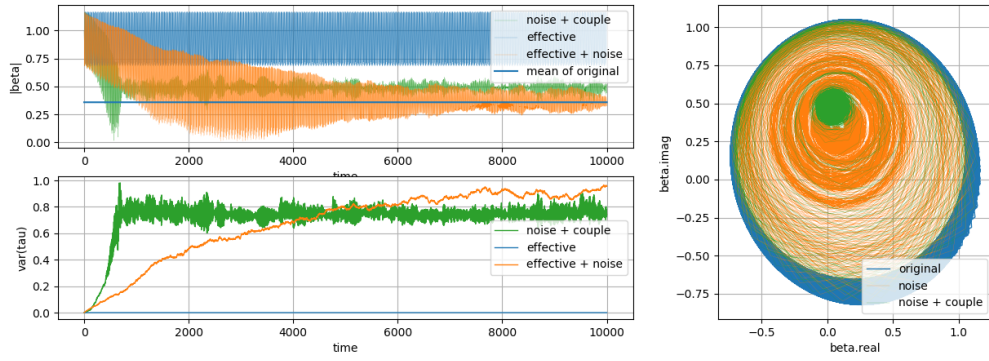 1.00
0.75
0.50
0.25
0.00
|beta|
noise + couple
effective
effective + noise
mean of original
0
2000
4000
6000
8000
10000
time
1.0
0.8
0.6
0.4
0.2
0.0
var(tau)
noise + couple
effective
effective + noise
0
2000
4000
6000
8000
10000
time
1.00
0.75
0.50
0.25
0.00
−0.25
−0.50
−0.75
beta.imag
original
noise
noise + couple
−0.5
0.0
0.5
1.0
beta.real